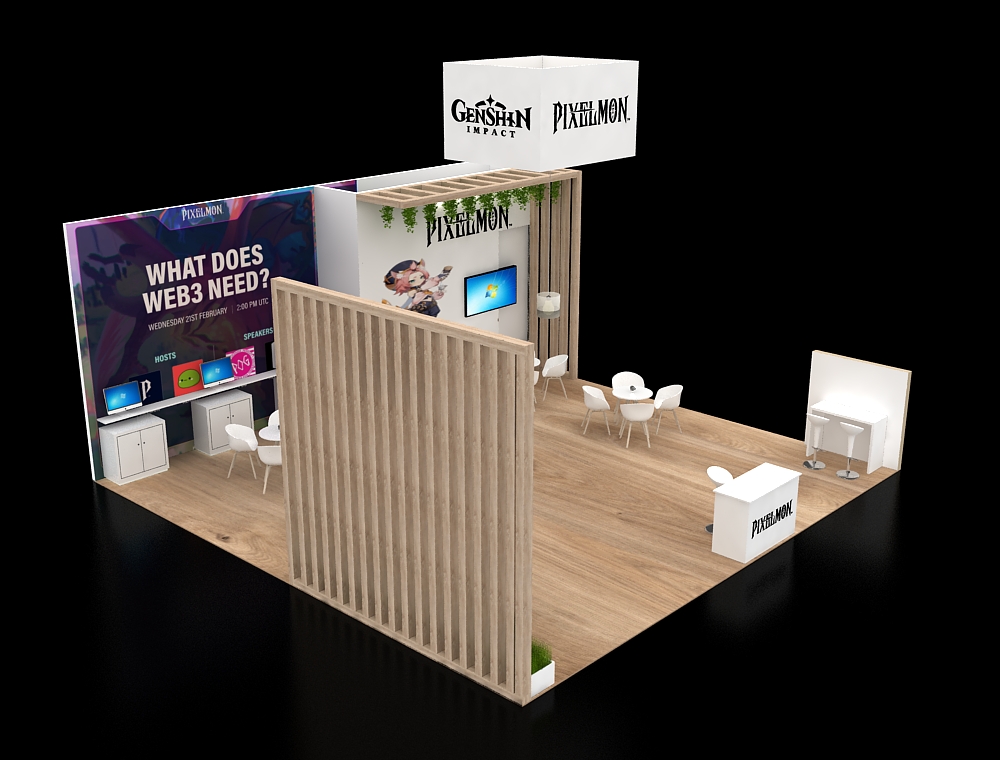 GENSHIN
IMPACT
PIXELMON
PIXELMON
PIXELMON
WHAT DOES
WEB3 NEED?
WEDNESDAY 21ST FEBRUARY | 2:00 PM UTC
SPEAKERS
HOSTS
P
PIXELMON